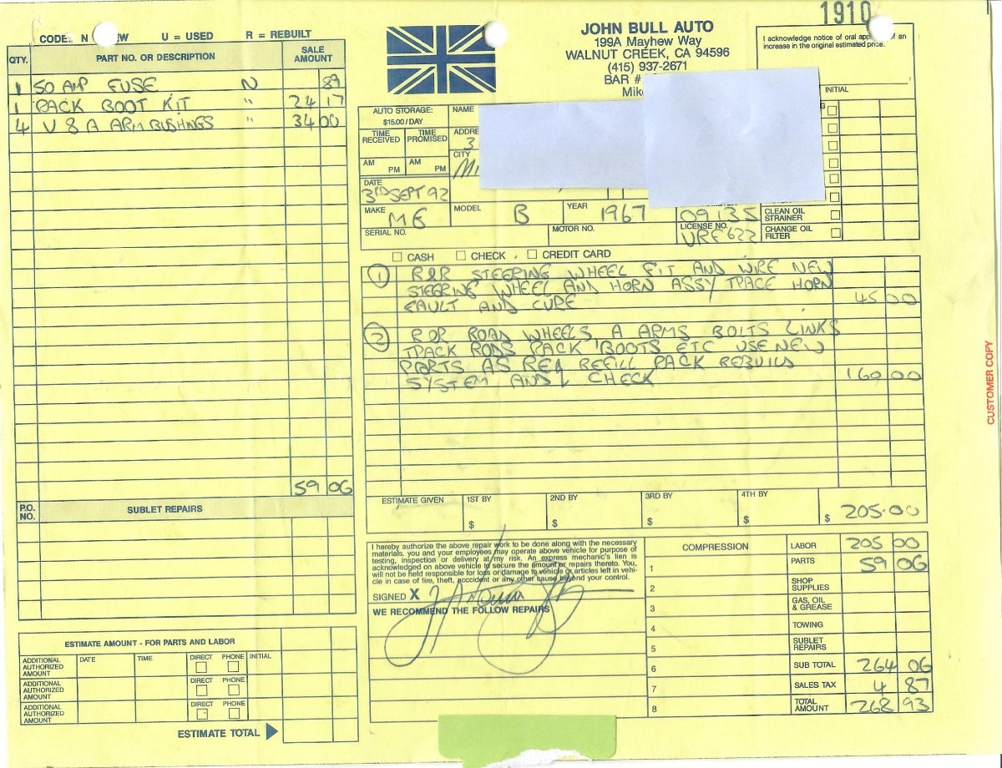 1910
CODE: N EW U = USED R = REBUILT
QTY. PART NO. OR DESCRIPTION SALE AMOUNT
1 50 AMP FUSE N 89
1 RACK BOOT KIT " 24 17
4 V8 A ARM BUSHINGS " 34 00
59 06
P.O. NO. SUBLET REPAIRS
ESTIMATE AMOUNT - FOR PARTS AND LABOR
ADDITIONAL AUTHORIZED AMOUNT DATE TIME DIRECT PHONE INITIAL
ADDITIONAL AUTHORIZED AMOUNT DIRECT PHONE
ADDITIONAL AUTHORIZED AMOUNT DIRECT PHONE
ESTIMATE TOTAL
JOHN BULL AUTO
199A Mayhew Way
WALNUT CREEK, CA 94596
(415) 937-2671
BAR #
Mike
I acknowledge notice of oral app an
increase in the original estimated price.
INITIAL
AUTO STORAGE:
$15.00/DAY
NAME
TIME RECEIVED TIME PROMISED
ADDRE
3
AM PM AM PM
CITY
DATE
3RD SEPT 92
MAKE MG MODEL B YEAR 1967 09135
SERIAL NO. MOTOR NO. LICENSE NO. VRF622
CLEAN OIL STRAINER
CHANGE OIL FILTER
CASH CHECK CREDIT CARD
1 R&R STEERING WHEEL FIT AND WIRE NEW
STEERING WHEEL AND HORN ASSY TRACE HORN
FAULT AND CURE 45 00
2 R&R ROAD WHEELS A ARMS BOLTS LINKS
TRACK RODS RACK BOOTS ETC USE NEW
PARTS AS REQ REFILL RACK REBUILD
SYSTEM AND CHECK 160 00
ESTIMATE GIVEN 1ST BY $ 2ND BY $ 3RD BY $ 4TH BY $ 205.00
I hereby authorize the above repair work to be done along with the necessary
materials. you and your employees may operate above vehicle for purpose of
testing, inspection or delivery at my risk. An express mechanic's lien is
acknowledged on above vehicle to secure the amount or repairs thereto. You,
will not be held responsible for loss or damage to vehicle or articles left in vehi-
cle in case of fire, theft, accident or any other cause beyond your control.
SIGNED X
WE RECOMMEND THE FOLLOW REPAIRS
COMPRESSION
1
2
3
4
5
6
7
8
LABOR 205 00
PARTS 59 06
SHOP SUPPLIES
GAS, OIL & GREASE
TOWING
SUBLET REPAIRS
SUB TOTAL 264 06
SALES TAX 4 87
TOTAL AMOUNT 268 93
CUSTOMER COPY